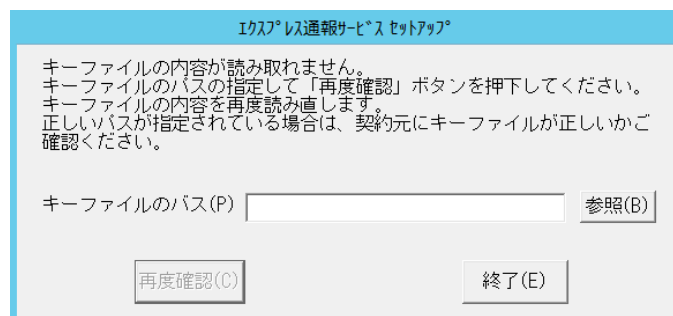 ｴｸｽﾌﾟﾚｽ通報ｻｰﾋﾞｽ ｾｯﾄｱｯﾌﾟ
キーファイルの内容が読み取れません。
キーファイルのパスの指定して「再度確認」ボタンを押下してください。
キーファイルの内容を再度読み直します。
正しいパスが指定されている場合は、契約元にキーファイルが正しいかご
確認ください。
キーファイルのパス(P)
参照(B)
再度確認(C)
終了(E)